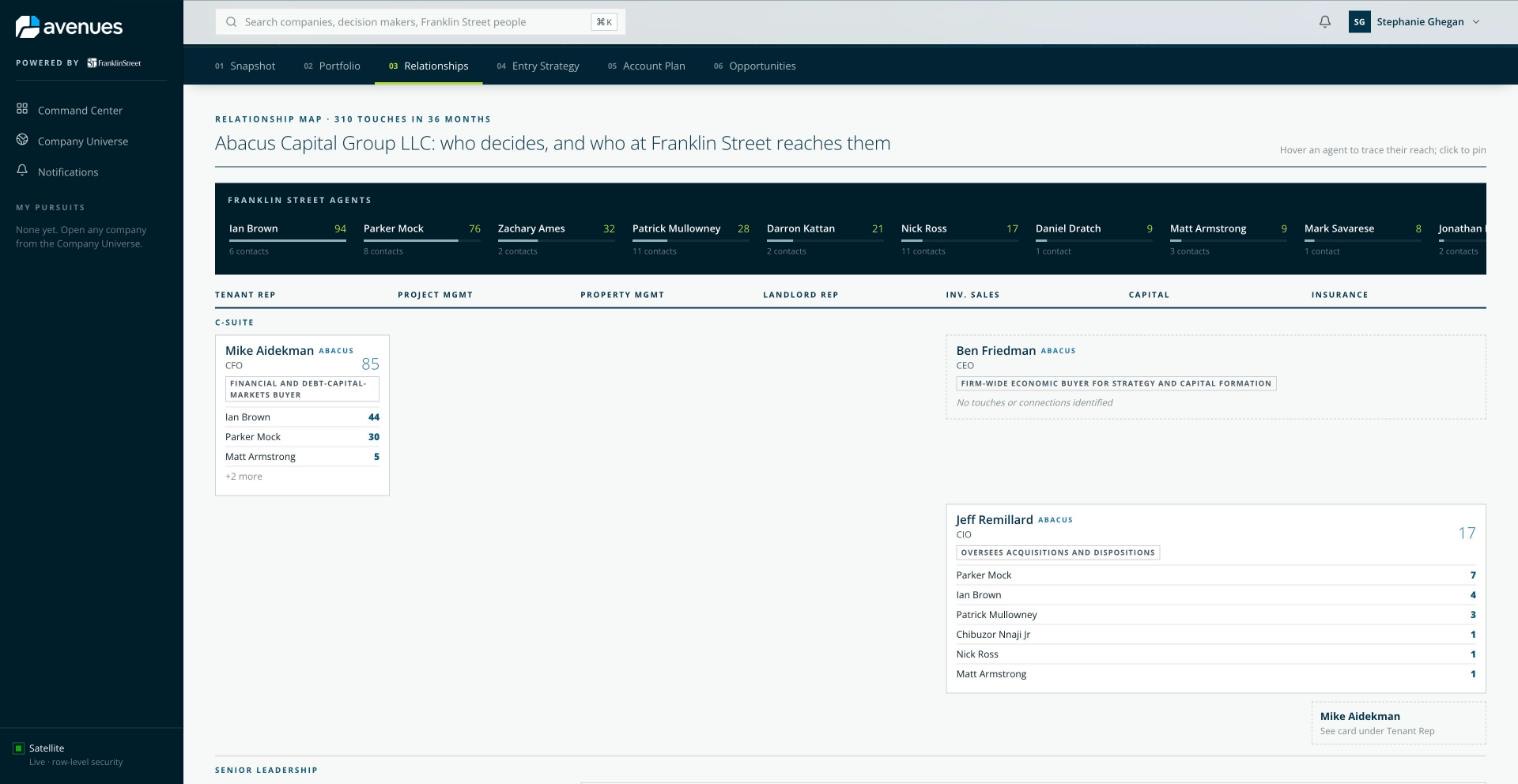 avenues
POWERED BY FranklinStreet
Command Center
Company Universe
Notifications
MY PURSUITS
None yet. Open any company
from the Company Universe.
Satellite
Live · row-level security
Search companies, decision makers, Franklin Street people
⌘K
SG Stephanie Ghegan
01 Snapshot
02 Portfolio
03 Relationships
04 Entry Strategy
05 Account Plan
06 Opportunities
RELATIONSHIP MAP · 310 TOUCHES IN 36 MONTHS
Abacus Capital Group LLC: who decides, and who at Franklin Street reaches them
Hover an agent to trace their reach; click to pin
FRANKLIN STREET AGENTS
Ian Brown 94
6 contacts
Parker Mock 76
8 contacts
Zachary Ames 32
2 contacts
Patrick Mullowney 28
11 contacts
Darron Kattan 21
2 contacts
Nick Ross 17
11 contacts
Daniel Dratch 9
1 contact
Matt Armstrong 9
3 contacts
Mark Savarese 8
1 contact
Jonathan
2 contacts
TENANT REP
PROJECT MGMT
PROPERTY MGMT
LANDLORD REP
INV. SALES
CAPITAL
INSURANCE
C-SUITE
Mike Aidekman ABACUS
CFO 85
FINANCIAL AND DEBT-CAPITAL-
MARKETS BUYER
Ian Brown 44
Parker Mock 30
Matt Armstrong 5
+2 more
Ben Friedman ABACUS
CEO
FIRM-WIDE ECONOMIC BUYER FOR STRATEGY AND CAPITAL FORMATION
No touches or connections identified
Jeff Remillard ABACUS
CIO 17
OVERSEES ACQUISITIONS AND DISPOSITIONS
Parker Mock 7
Ian Brown 4
Patrick Mullowney 3
Chibuzor Nnaji Jr 1
Nick Ross 1
Matt Armstrong 1
Mike Aidekman
See card under Tenant Rep
SENIOR LEADERSHIP